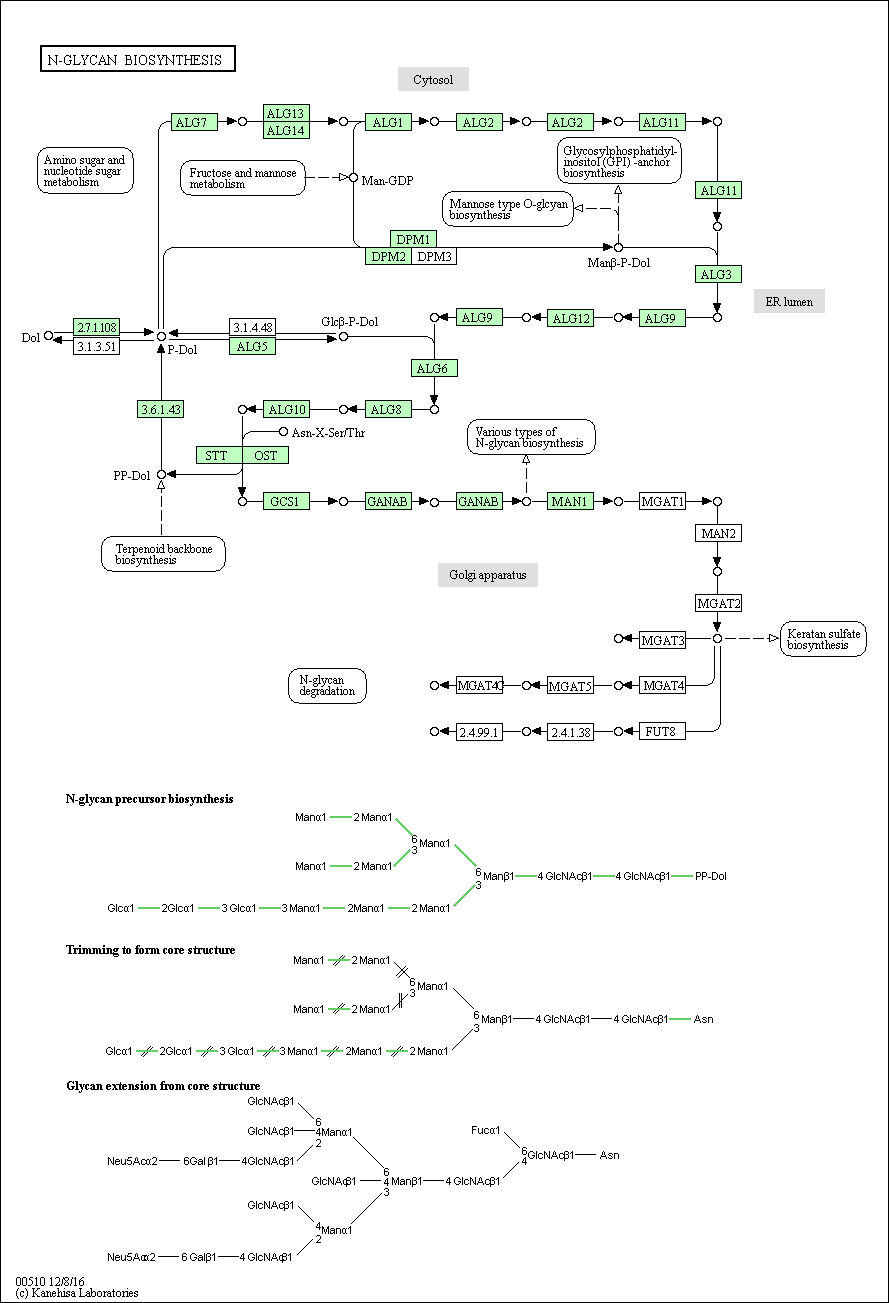 N-GLYCAN BIOSYNTHESIS
Cytosol
ALG7
ALG13
ALG14
ALG1
ALG2
ALG2
ALG11
Amino sugar and
nucleotide sugar
metabolism
Fructose and mannose
metabolism
Man-GDP
Glycosylphosphatidyl-
inositol (GPI) -anchor
biosynthesis
Mannose type O-glcyan
biosynthesis
ALG11
DPM1
DPM2
DPM3
Manβ-P-Dol
ALG3
ER lumen
Dol
2.7.1.108
3.1.3.51
P-Dol
3.1.4.48
ALG5
Glcβ-P-Dol
ALG9
ALG12
ALG9
ALG6
3.6.1.43
ALG10
ALG8
Asn-X-Ser/Thr
STT
OST
Various types of
N-glycan biosynthesis
PP-Dol
GCS1
GANAB
GANAB
MAN1
MGAT1
Terpenoid backbone
biosynthesis
MAN2
Golgi apparatus
MGAT2
MGAT3
Keratan sulfate
biosynthesis
N-glycan
degradation
MGAT4C
MGAT5
MGAT4
2.4.99.1
2.4.1.38
FUT8
N-glycan precursor biosynthesis
Manα1 2 Manα1
6
3 Manα1
Manα1 2 Manα1
6
3 Manβ1 4 GlcNAcβ1 4 GlcNAcβ1 PP-Dol
Glcα1 2Glcα1 3 Glcα1 3 Manα1 2Manα1 2 Manα1
Trimming to form core structure
Manα1 2 Manα1
6
3 Manα1
Manα1 2 Manα1
6
3 Manβ1 4 GlcNAcβ1 4 GlcNAcβ1 Asn
Glcα1 2Glcα1 3 Glcα1 3 Manα1 2Manα1 2 Manα1
Glycan extension from core structure
GlcNAcβ1
6
GlcNAcβ1 4Manα1
2
Fucα1
6
4 GlcNAcβ1 Asn
Neu5Acα2 6Galβ1 4GlcNAcβ1
6
GlcNAcβ1 4 Manβ1 4 GlcNAcβ1
3
GlcNAcβ1
4
2 Manα1
Neu5Acα2 6 Galβ1 4 GlcNAcβ1
00510 12/8/16
(c) Kanehisa Laboratories